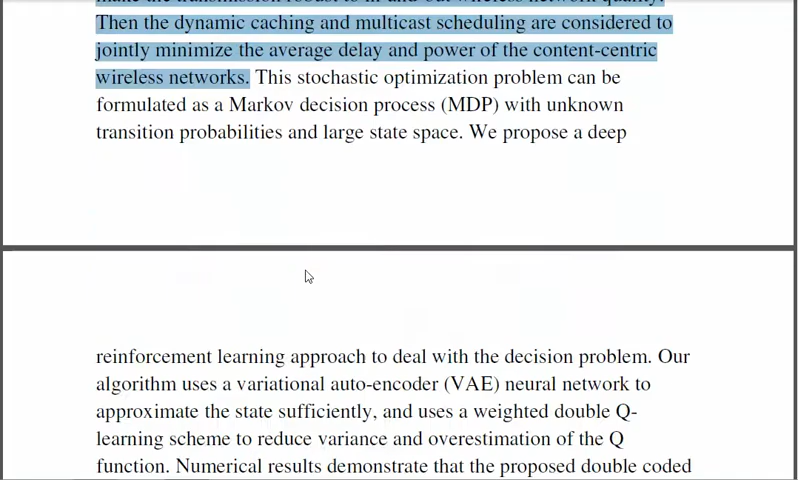 Then the dynamic caching and multicast scheduling are considered to
jointly minimize the average delay and power of the content-centric
wireless networks. This stochastic optimization problem can be
formulated as a Markov decision process (MDP) with unknown
transition probabilities and large state space. We propose a deep
reinforcement learning approach to deal with the decision problem. Our
algorithm uses a variational auto-encoder (VAE) neural network to
approximate the state sufficiently, and uses a weighted double Q-
learning scheme to reduce variance and overestimation of the Q
function. Numerical results demonstrate that the proposed double coded